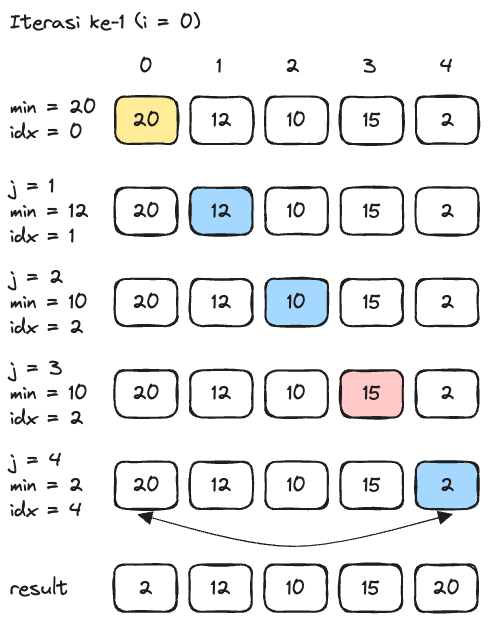 Iterasi ke-1 (i = 0)
0 1 2 3 4
min = 20
idx = 0
20 12 10 15 2
j = 1
min = 12
idx = 1
20 12 10 15 2
j = 2
min = 10
idx = 2
20 12 10 15 2
j = 3
min = 10
idx = 2
20 12 10 15 2
j = 4
min = 2
idx = 4
20 12 10 15 2
result 2 12 10 15 20